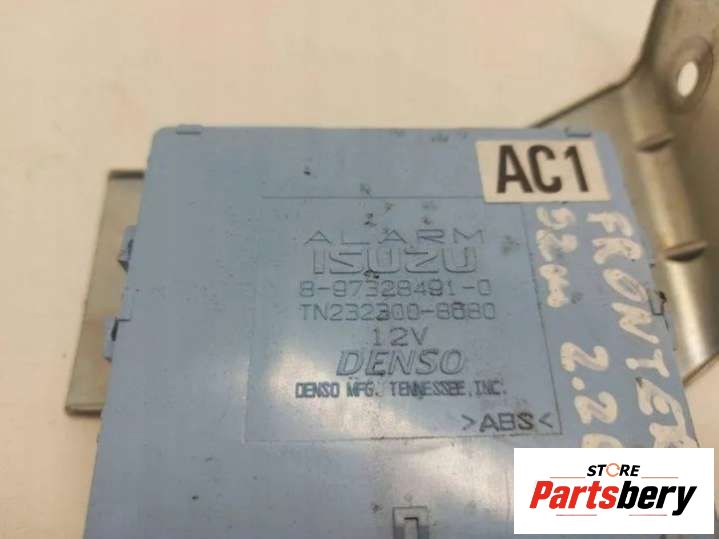 AC1
ALARM
ISUZU
8-97328491-0
TN232300-8680
12V
DENSO
DENSO MFG. TENNESSEE, INC.
>ABS<
2.2
STORE
Partsbery